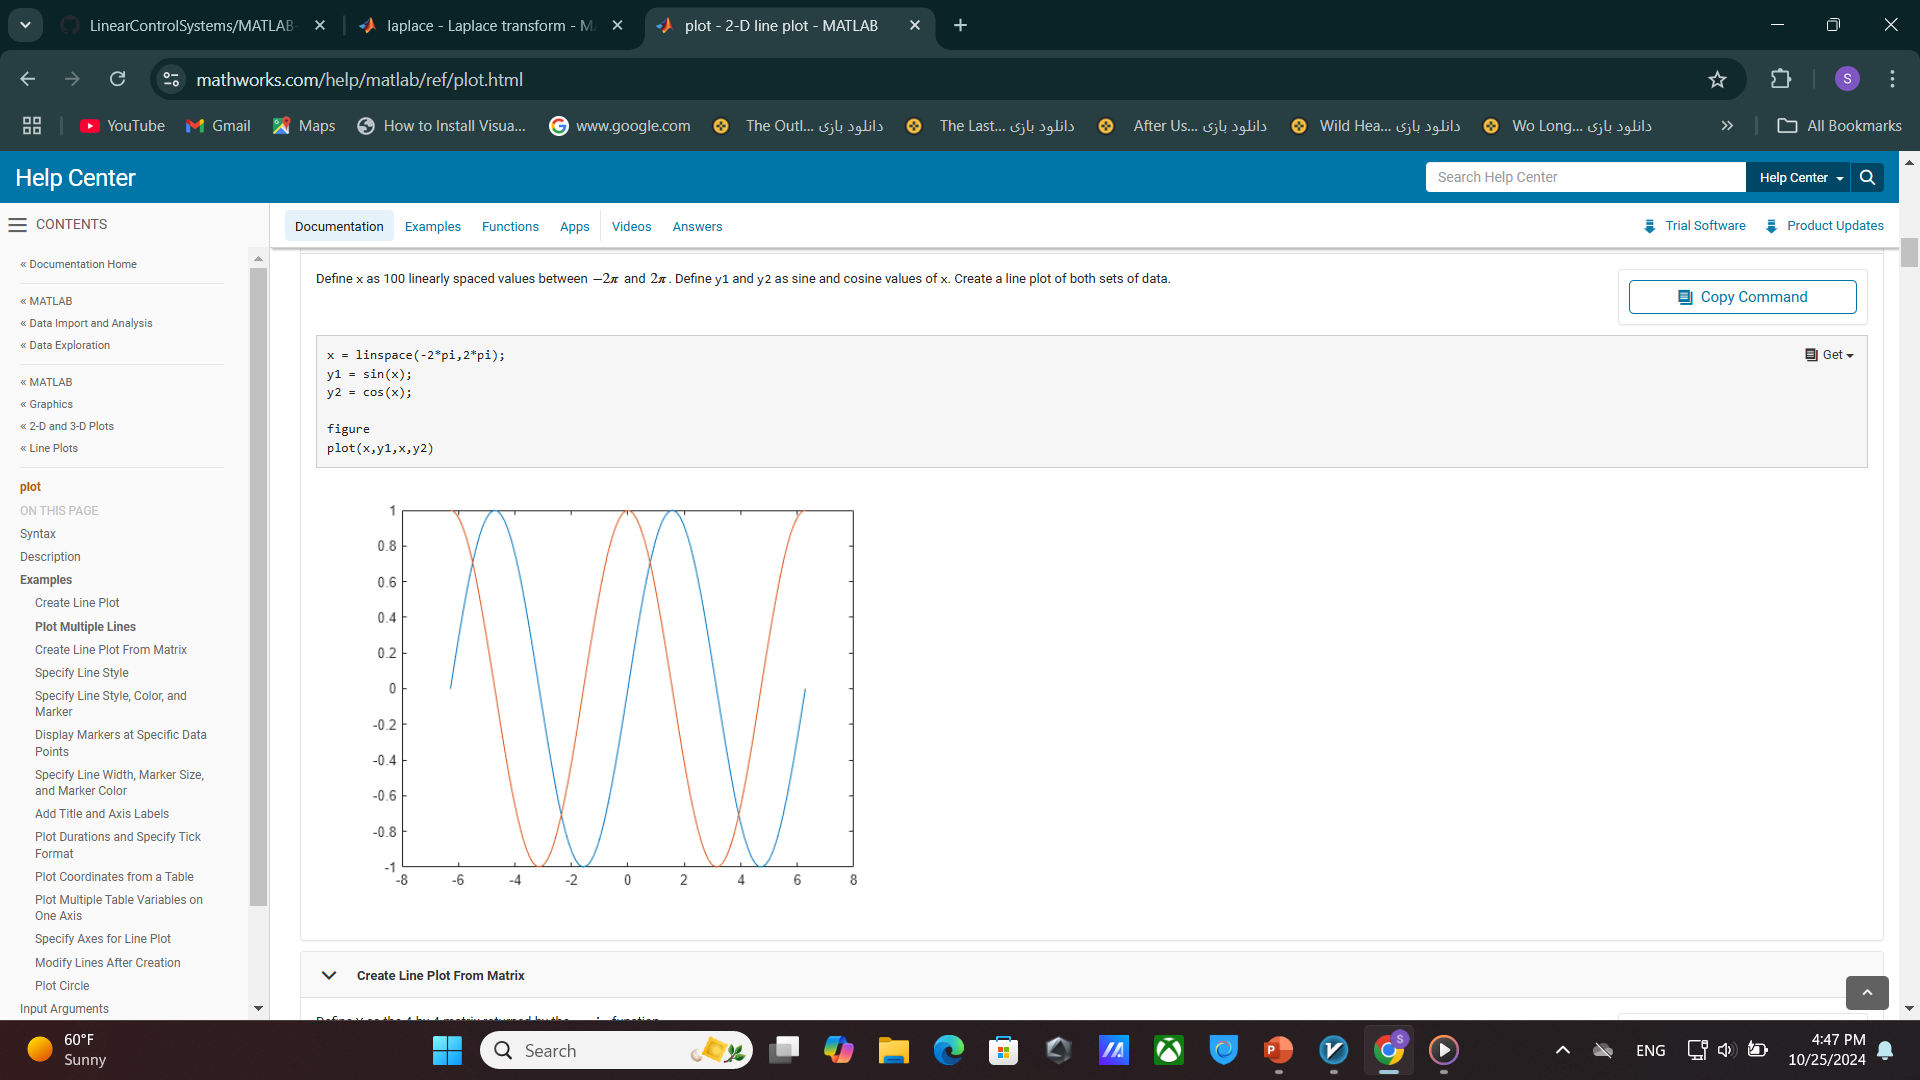 LinearControlSystems/MATLAB-
laplace - Laplace transform - M
plot - 2-D line plot - MATLAB
mathworks.com/help/matlab/ref/plot.html
S
YouTube
Gmail
Maps
How to Install Visua...
www.google.com
The Outl... دانلود بازی
The Last... دانلود بازی
After Us... دانلود بازی
Wild Hea... دانلود بازی
Wo Long... دانلود بازی
All Bookmarks
Help Center
Search Help Center
Help Center
CONTENTS
Documentation
Examples
Functions
Apps
Videos
Answers
Trial Software
Product Updates
« Documentation Home
« MATLAB
« Data Import and Analysis
« Data Exploration
« MATLAB
« Graphics
« 2-D and 3-D Plots
« Line Plots
plot
ON THIS PAGE
Syntax
Description
Examples
Create Line Plot
Plot Multiple Lines
Create Line Plot From Matrix
Specify Line Style
Specify Line Style, Color, and
Marker
Display Markers at Specific Data
Points
Specify Line Width, Marker Size,
and Marker Color
Add Title and Axis Labels
Plot Durations and Specify Tick
Format
Plot Coordinates from a Table
Plot Multiple Table Variables on
One Axis
Specify Axes for Line Plot
Modify Lines After Creation
Plot Circle
Input Arguments
Define x as 100 linearly spaced values between −2π and 2π. Define y1 and y2 as sine and cosine values of x. Create a line plot of both sets of data.
Copy Command
x = linspace(-2*pi,2*pi);
Get
y1 = sin(x);
y2 = cos(x);
figure
plot(x,y1,x,y2)
1
0.8
0.6
0.4
0.2
0
-0.2
-0.4
-0.6
-0.8
-1
-8 -6 -4 -2 0 2 4 6 8
Create Line Plot From Matrix
60°F
Sunny
Search
S
ENG
4:47 PM
10/25/2024